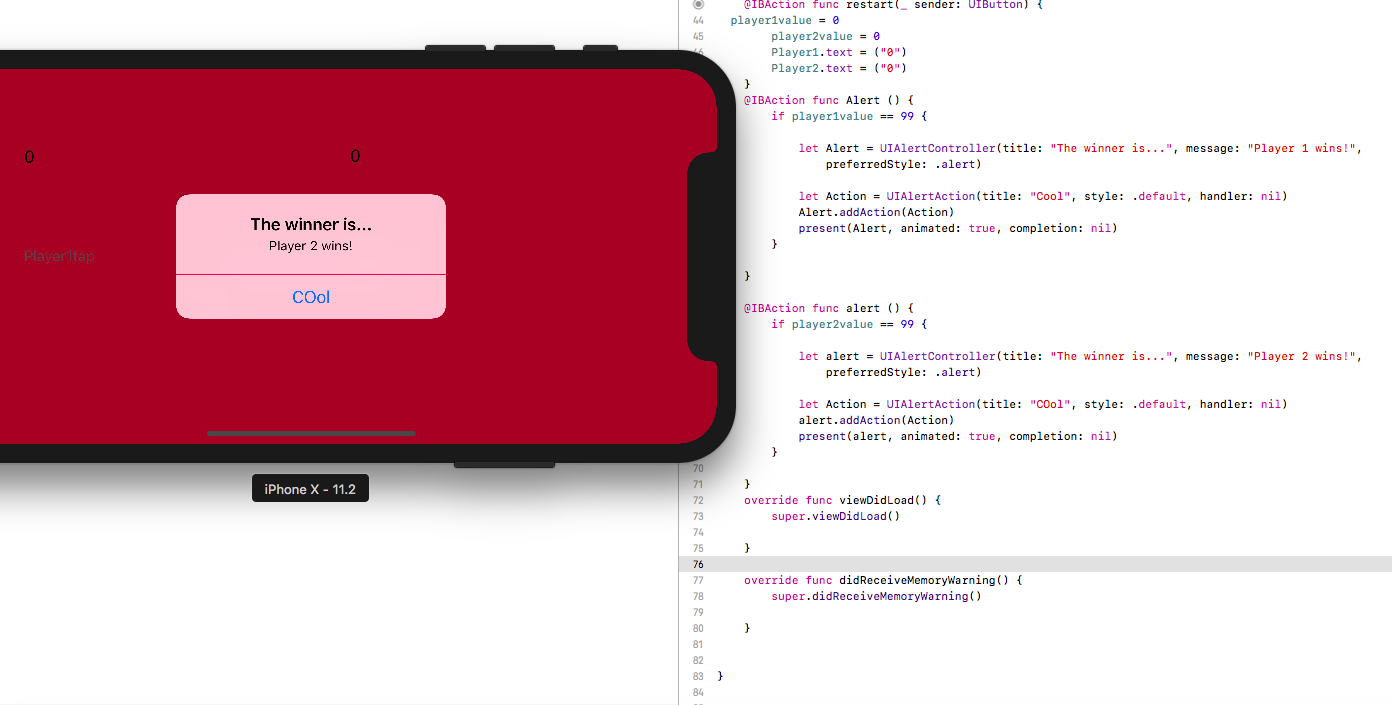 0
0
The winner is...
Player 2 wins!
Player1tap
COol
iPhone X - 11.2
@IBAction func restart(_ sender: UIButton) {
44 player1value = 0
45 player2value = 0
46 Player1.text = ("0")
Player2.text = ("0")
}
@IBAction func Alert () {
if player1value == 99 {
let Alert = UIAlertController(title: "The winner is...", message: "Player 1 wins!",
preferredStyle: .alert)
let Action = UIAlertAction(title: "Cool", style: .default, handler: nil)
Alert.addAction(Action)
present(Alert, animated: true, completion: nil)
}
}
@IBAction func alert () {
if player2value == 99 {
let alert = UIAlertController(title: "The winner is...", message: "Player 2 wins!",
preferredStyle: .alert)
let Action = UIAlertAction(title: "COol", style: .default, handler: nil)
alert.addAction(Action)
present(alert, animated: true, completion: nil)
}
70
71 }
72 override func viewDidLoad() {
73 super.viewDidLoad()
74
75 }
76
77 override func didReceiveMemoryWarning() {
78 super.didReceiveMemoryWarning()
79
80 }
81
82
83 }
84